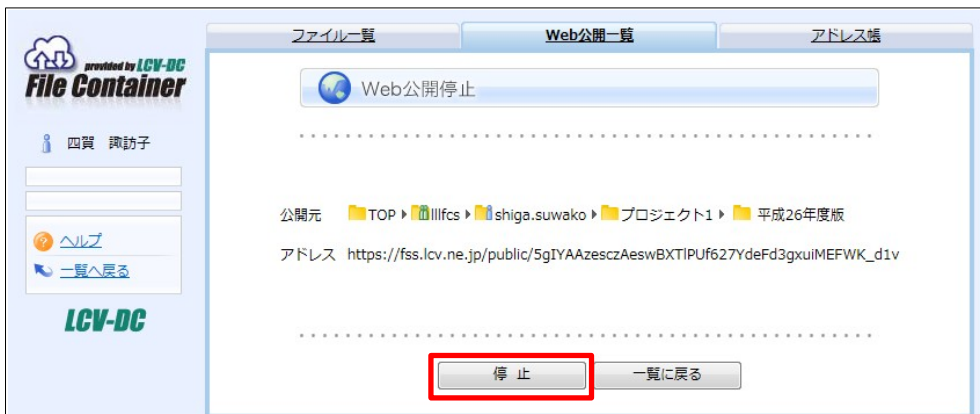 ファイル一覧
Web公開一覧
アドレス帳
provided by LCV-DC
File Container
Web公開停止
四賀 諏訪子
公開元 TOP lllfcs shiga.suwako プロジェクト1 平成26年度版
アドレス https://fss.lcv.ne.jp/public/5gIYAAzesczAeswBXTlPUf627YdeFd3gxuiMEFWK_d1v
ヘルプ
一覧へ戻る
LCV-DC
停 止
一覧に戻る